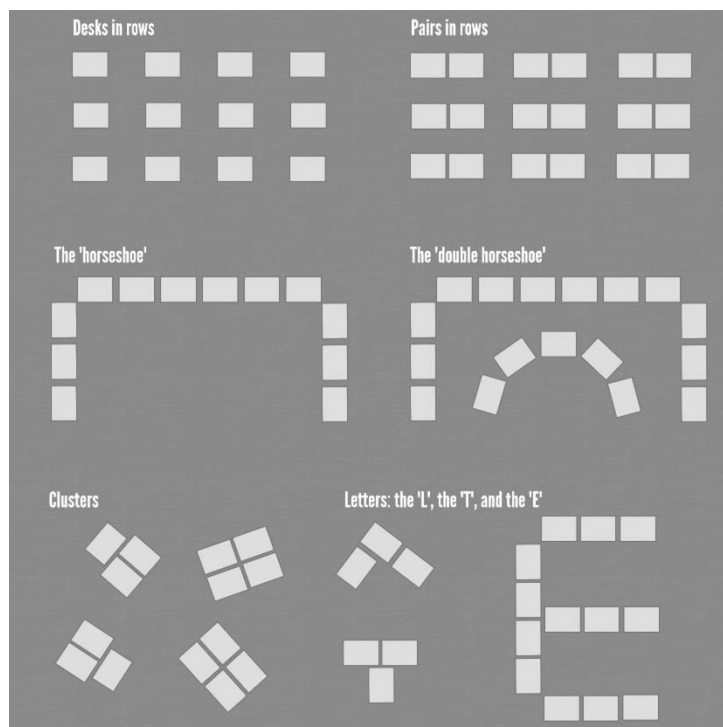 Desks in rows
Pairs in rows
The 'horseshoe'
The 'double horseshoe'
Clusters
Letters: the 'L', the 'T', and the 'E'